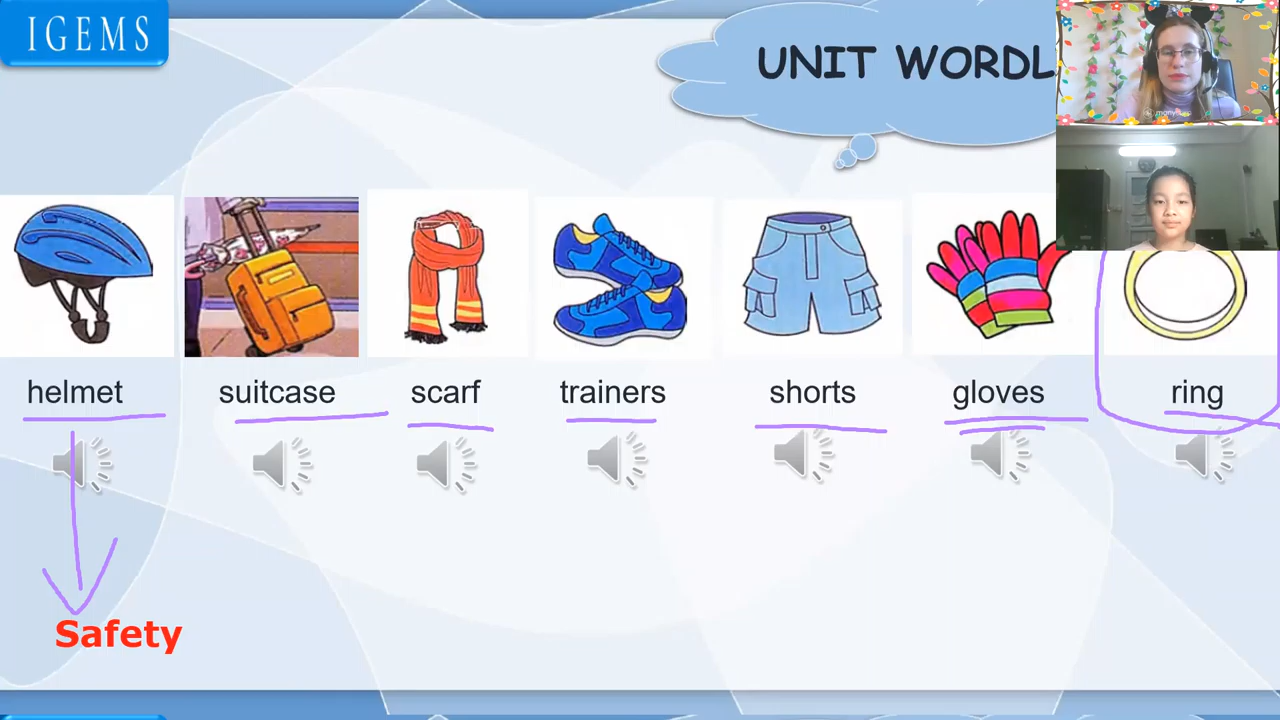 IGEMS
UNIT WORDL
helmet suitcase scarf trainers shorts gloves ring
Safety